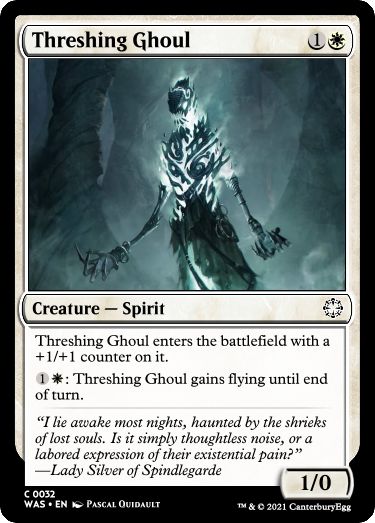 Threshing Ghoul 1
Creature — Spirit
Threshing Ghoul enters the battlefield with a
+1/+1 counter on it.
1 : Threshing Ghoul gains flying until end
of turn.
“I lie awake most nights, haunted by the shrieks
of lost souls. Is it simply thoughtless noise, or a
labored expression of their existential pain?”
—Lady Silver of Spindlegarde
1/0
C 0032
WAS • EN Pascal Quidault
™ & © 2021 CanterburyEgg